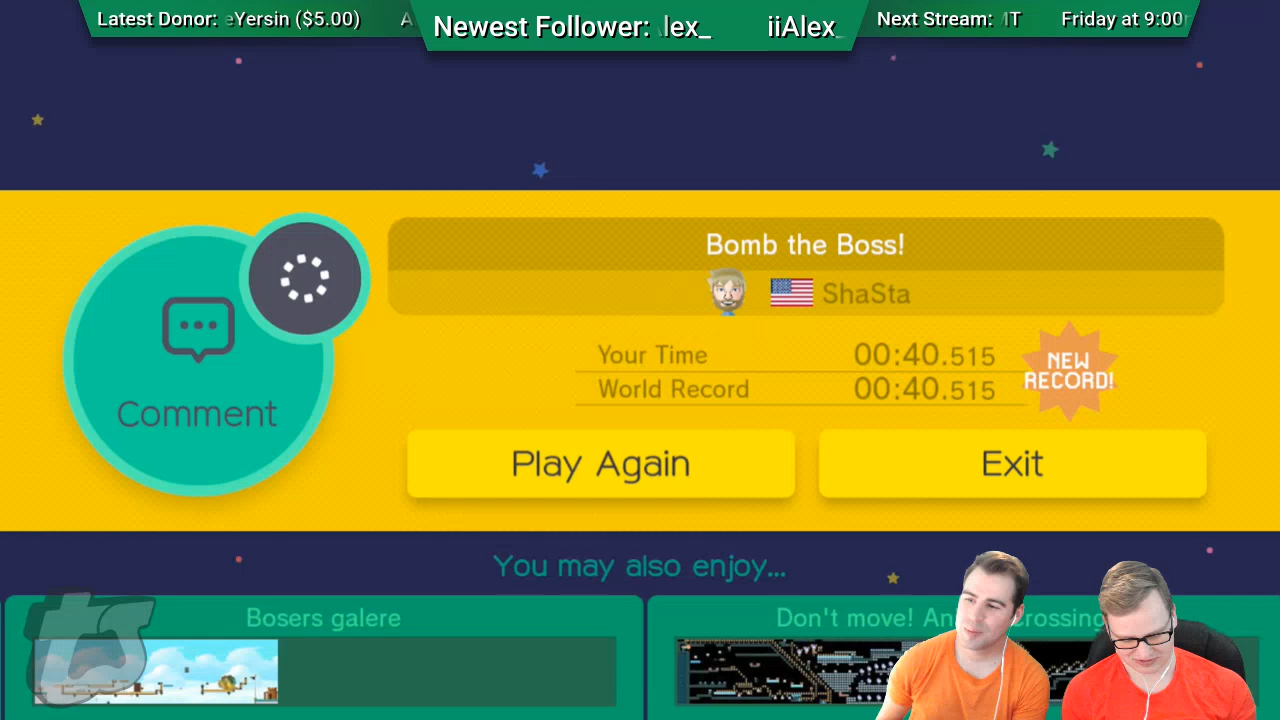 Latest Donor: eYersin ($5.00) A
Newest Follower: lex_ iiAlex_
Next Stream: MT Friday at 9:00
Bomb the Boss!
ShaSta
Your Time 00:40.515
World Record 00:40.515
NEW RECORD!
Comment
Play Again
Exit
You may also enjoy...
Bosers galere
Don't move! An Crossing
ts